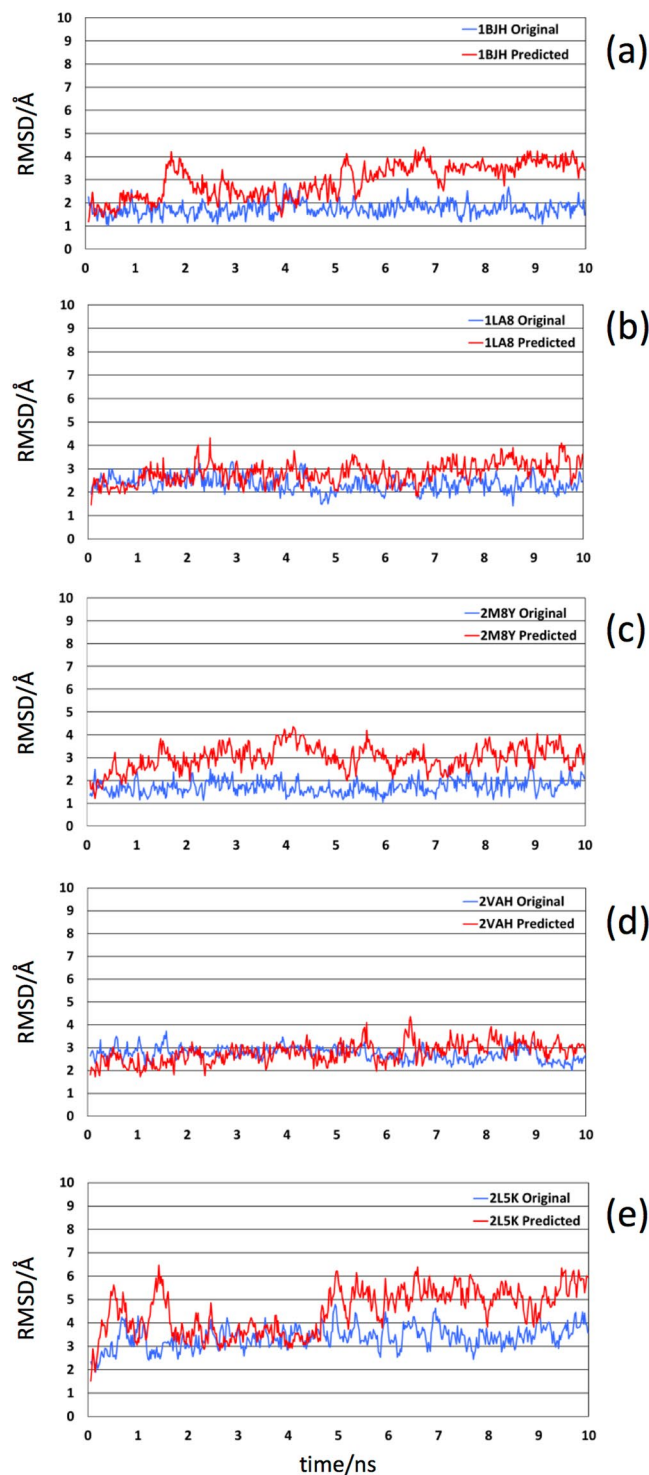 10
9
8
7
6
5
4
3
2
1
0
RMSD/Å
1BJH Original
1BJH Predicted
(a)
0 1 2 3 4 5 6 7 8 9 10
10
9
8
7
6
5
4
3
2
1
0
RMSD/Å
1LA8 Original
1LA8 Predicted
(b)
0 1 2 3 4 5 6 7 8 9 10
10
9
8
7
6
5
4
3
2
1
0
RMSD/Å
2M8Y Original
2M8Y Predicted
(c)
0 1 2 3 4 5 6 7 8 9 10
10
9
8
7
6
5
4
3
2
1
0
RMSD/Å
2VAH Original
2VAH Predicted
(d)
0 1 2 3 4 5 6 7 8 9 10
10
9
8
7
6
5
4
3
2
1
0
RMSD/Å
2L5K Original
2L5K Predicted
(e)
0 1 2 3 4 5 6 7 8 9 10
time/ns